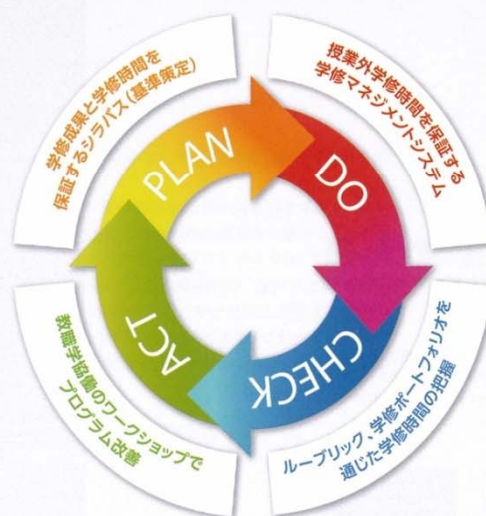 学修成果と学修時間を
保証するシラバス(基準策定)
PLAN
授業外学修時間を保証する
学修マネジメントシステム
DO
ルーブリック、学修ポートフォリオを
通じた学修時間の把握
CHECK
教職学協働のワークショップで
プログラム改善
ACT